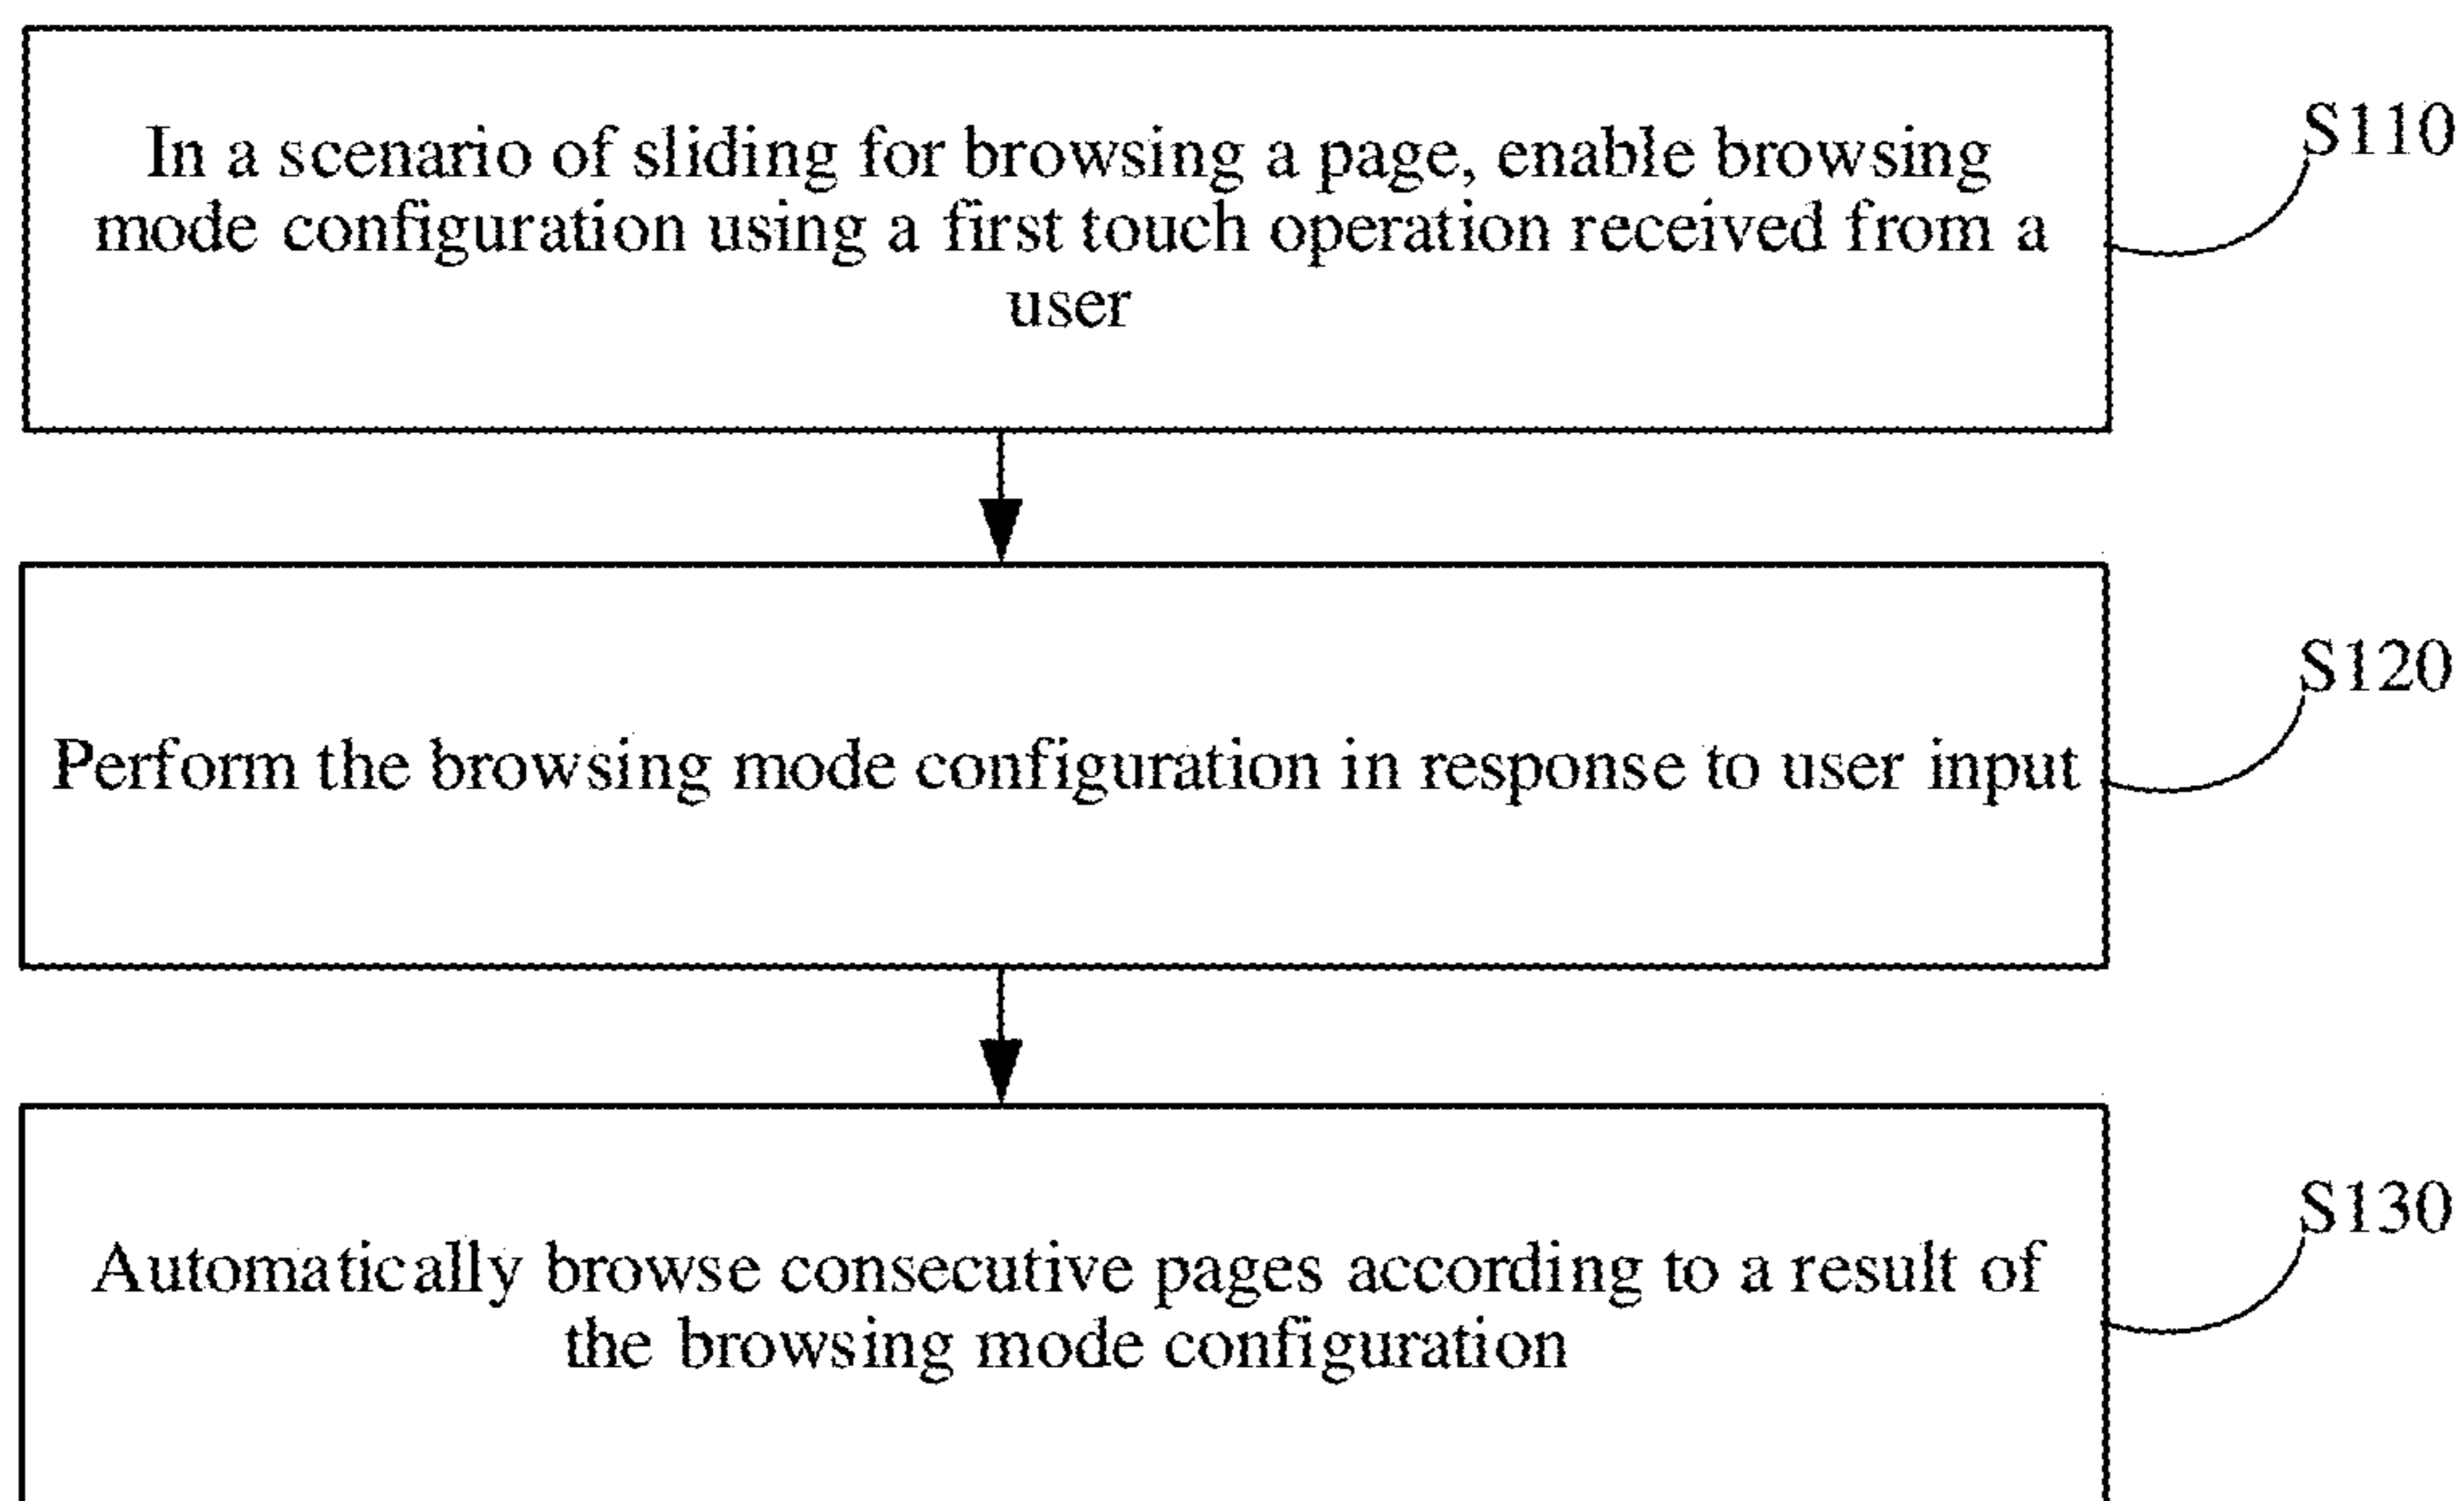 In a scenario of sliding for browsing a page, enable browsing
mode configuration using a first touch operation received from a
user
S110
Perform the browsing mode configuration in response to user input
S120
Automatically browse consecutive pages according to a result of
the browsing mode configuration
S130